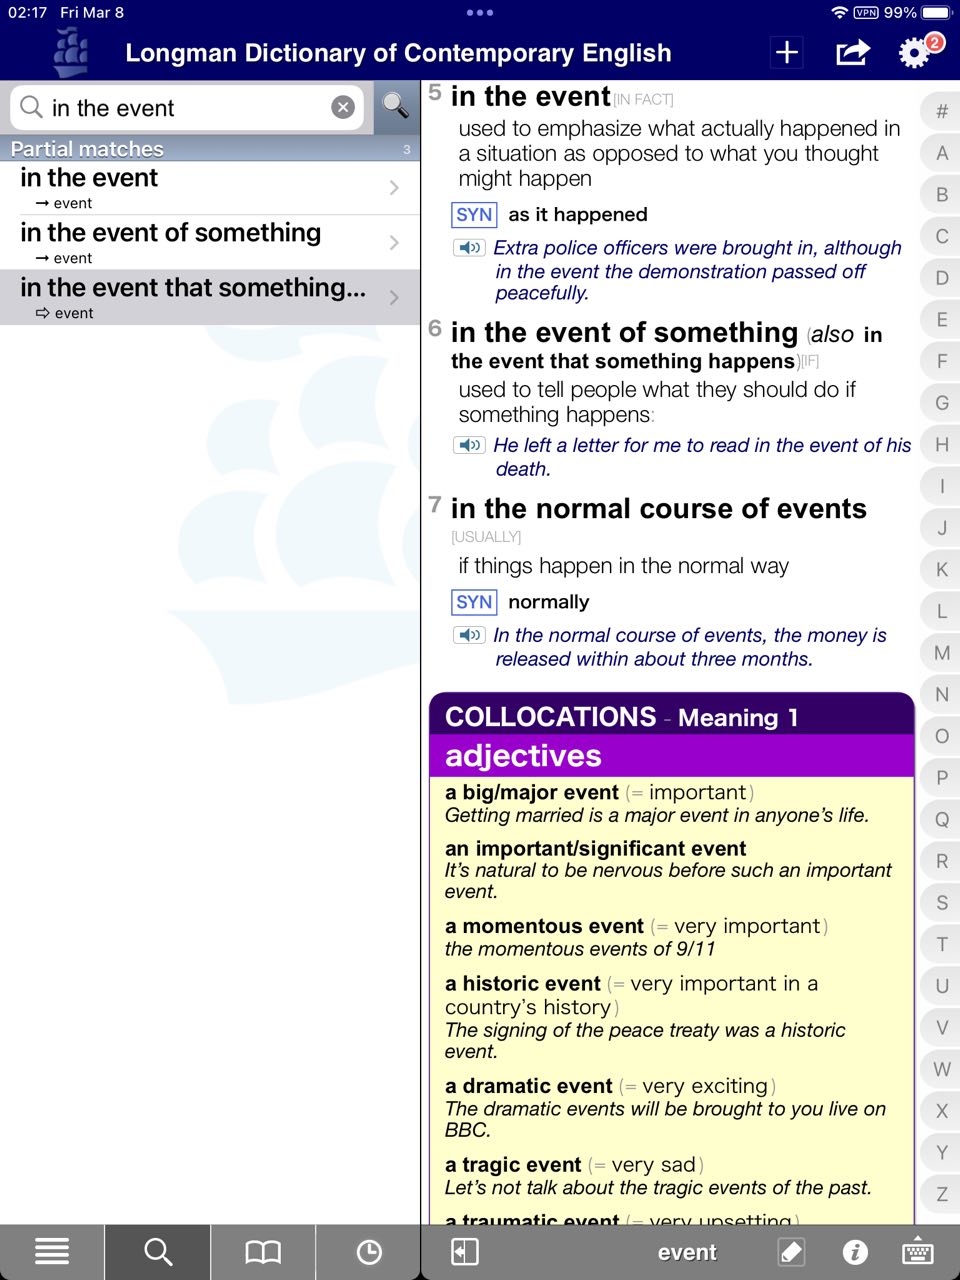 02:17 Fri Mar 8
VPN 99%
Longman Dictionary of Contemporary English
2
in the event
Partial matches 3
in the event
→ event
in the event of something
→ event
in the event that something...
⇨ event
5 in the event [IN FACT]
used to emphasize what actually happened in
a situation as opposed to what you thought
might happen
SYN as it happened
Extra police officers were brought in, although
in the event the demonstration passed off
peacefully.
6 in the event of something (also in
the event that something happens)[IF]
used to tell people what they should do if
something happens:
He left a letter for me to read in the event of his
death.
7 in the normal course of events
[USUALLY]
if things happen in the normal way
SYN normally
In the normal course of events, the money is
released within about three months.
COLLOCATIONS - Meaning 1
adjectives
a big/major event (= important)
Getting married is a major event in anyone's life.
an important/significant event
It's natural to be nervous before such an important
event.
a momentous event (= very important)
the momentous events of 9/11
a historic event (= very important in a
country's history)
The signing of the peace treaty was a historic
event.
a dramatic event (= very exciting)
The dramatic events will be brought to you live on
BBC.
a tragic event (= very sad)
Let's not talk about the tragic events of the past.
a traumatic event (= very upsetting)
#
A
B
C
D
E
F
G
H
I
J
K
L
M
N
O
P
Q
R
S
T
U
V
W
X
Y
Z
event